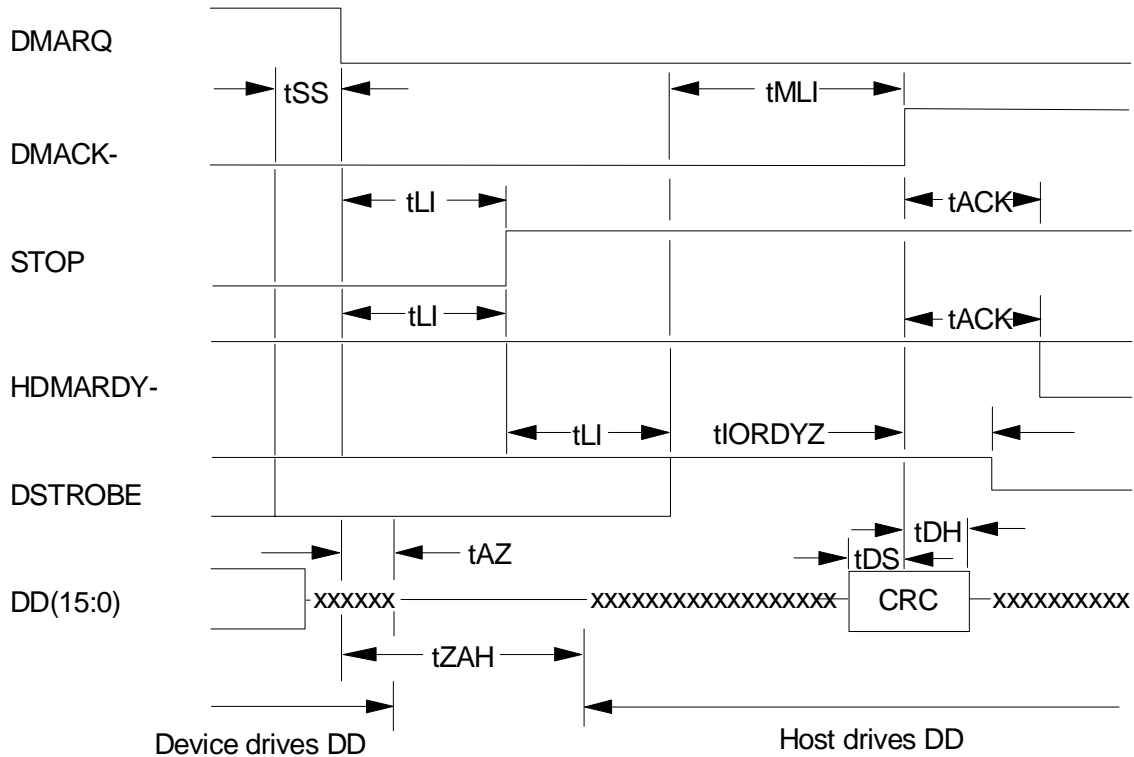 DMARQ
tSS
tMLI
DMACK-
tLI
tACK
STOP
tLI
tACK
HDMARDY-
tLI
tIORDYZ
DSTROBE
tDH
tAZ
tDS
DD(15:0)
xxxxxx
xxxxxxxxxxxxxxxxxx
CRC
xxxxxxxxxx
tZAH
Device drives DD
Host drives DD